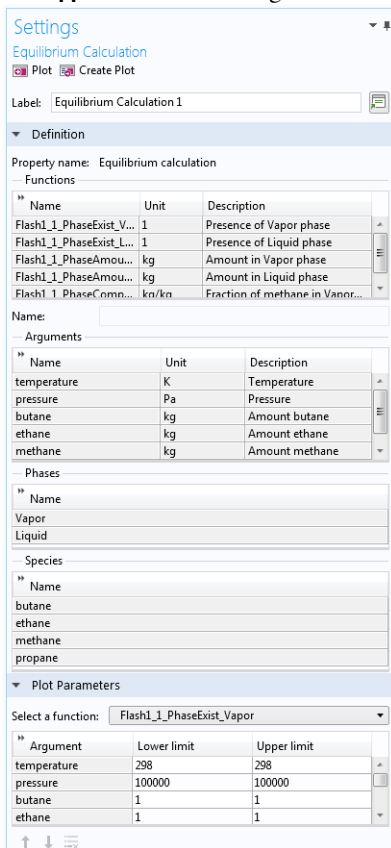 Settings
Equilibrium Calculation
Plot Create Plot
Label: Equilibrium Calculation 1
Definition
Property name: Equilibrium calculation
Functions
Name Unit Description
Flash1_1_PhaseExist_V... 1 Presence of Vapor phase
Flash1_1_PhaseExist_L... 1 Presence of Liquid phase
Flash1_1_PhaseAmou... kg Amount in Vapor phase
Flash1_1_PhaseAmou... kg Amount in Liquid phase
Flash1_1_PhaseComp... kg/kg Fraction of methane in Vapor...
Name:
Arguments
Name Unit Description
temperature K Temperature
pressure Pa Pressure
butane kg Amount butane
ethane kg Amount ethane
methane kg Amount methane
Phases
Name
Vapor
Liquid
Species
Name
butane
ethane
methane
propane
Plot Parameters
Select a function: Flash1_1_PhaseExist_Vapor
Argument Lower limit Upper limit
temperature 298 298
pressure 100000 100000
butane 1 1
ethane 1 1